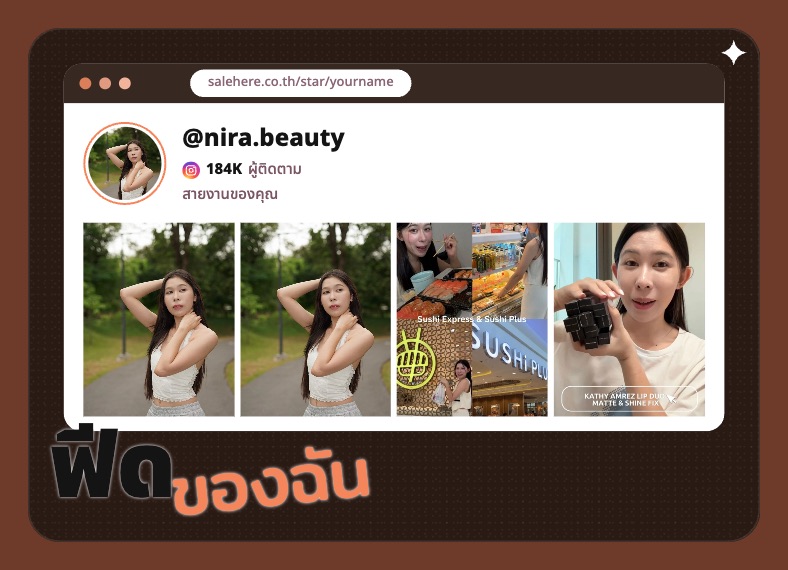 salehere.co.th/star/yourname
@nira.beauty
184K ผู้ติดตาม
สายงานของคุณ
Sushi Express & Sushi Plus
SUSHi PLU
KATHY AMREZ LIP DUO
MATTE & SHINE FIX
ฟีดของฉัน